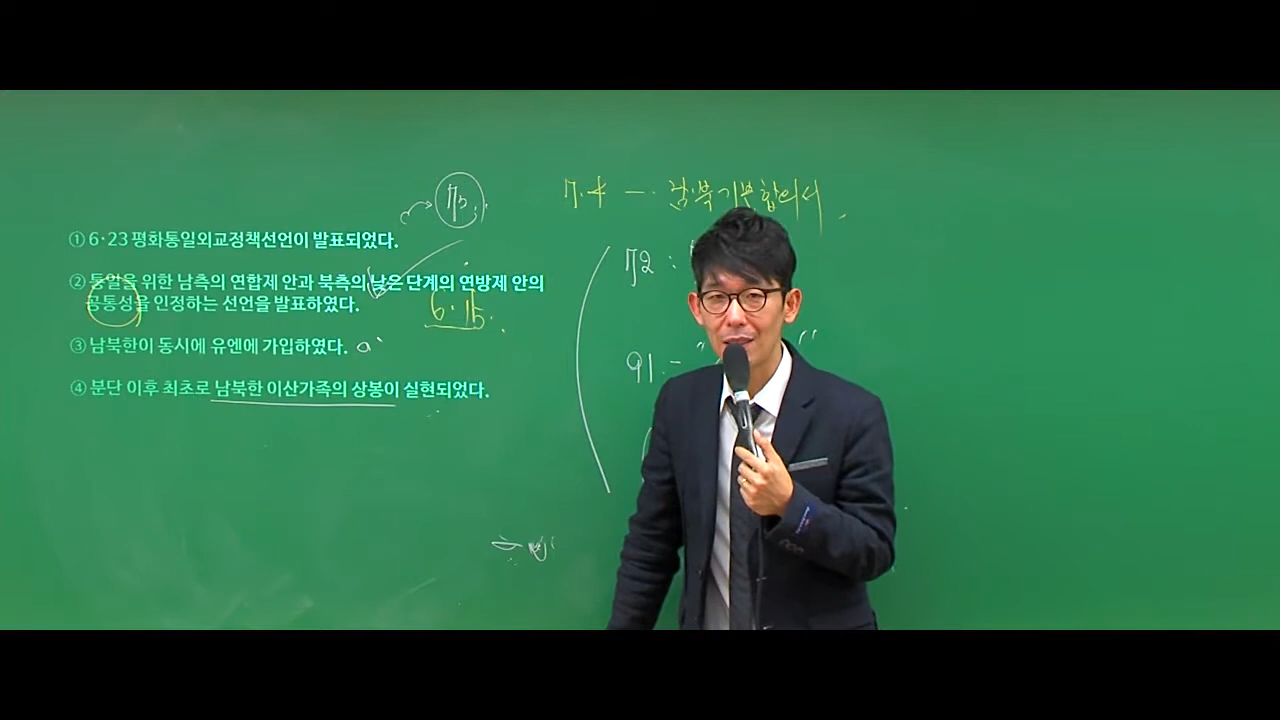 73
7.4 — 남북기본합의서
① 6·23 평화통일외교정책선언이 발표되었다.
72 :
② 통일을 위한 남측의 연합제 안과 북측의 낮은 단계의 연방제 안의
공통성을 인정하는 선언을 발표하였다.
6.15.
③ 남북한이 동시에 유엔에 가입하였다.
91. -
④ 분단 이후 최초로 남북한 이산가족의 상봉이 실현되었다.